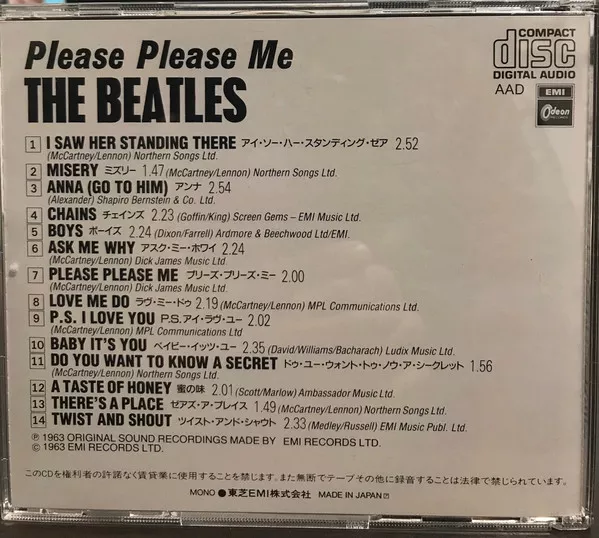 Please Please Me
THE BEATLES
COMPACT
disc
DIGITAL AUDIO
AAD
EMI
Odeon
1 I SAW HER STANDING THERE アイ・ソー・ハー・スタンディング・ゼア 2.52
(McCartney/Lennon) Northern Songs Ltd.
2 MISERY ミズリー 1.47 (McCartney/Lennon) Northern Songs Ltd.
3 ANNA (GO TO HIM) アンナ 2.54
(Alexander) Shapiro Bernstein & Co. Ltd.
4 CHAINS チェインズ 2.23 (Goffin/King) Screen Gems – EMI Music Ltd.
5 BOYS ボーイズ 2.24 (Dixon/Farrell) Ardmore & Beechwood Ltd/EMI.
6 ASK ME WHY アスク・ミー・ホワイ 2.24
(McCartney/Lennon) Dick James Music Ltd.
7 PLEASE PLEASE ME プリーズ・プリーズ・ミー 2.00
(McCartney/Lennon) Dick James Music Ltd.
8 LOVE ME DO ラヴ・ミー・ドゥ 2.19 (McCartney/Lennon) MPL Communications Ltd.
9 P.S. I LOVE YOU P.S.アイ・ラヴ・ユー 2.02
(McCartney/Lennon) MPL Communications Ltd
10 BABY IT'S YOU ベイビー・イッツ・ユー 2.35 (David/Williams/Bacharach) Ludix Music Ltd.
11 DO YOU WANT TO KNOW A SECRET ドゥ・ユー・ウォント・トゥ・ノウ・ア・シークレット 1.56
(McCartney/Lennon) Northern Songs Ltd.
12 A TASTE OF HONEY 蜜の味 2.01 (Scott/Marlow) Ambassador Music Ltd.
13 THERE'S A PLACE ゼアズ・ア・プレイス 1.49 (McCartney/Lennon) Northern Songs Ltd.
14 TWIST AND SHOUT ツイスト・アンド・シャウト 2.33 (Medley/Russell) EMI Music Publ. Ltd.
℗ 1963 ORIGINAL SOUND RECORDINGS MADE BY EMI RECORDS LTD.
© 1963 EMI RECORDS LTD.
このCDを権利者の許諾なく賃貸業に使用することを禁じます。また無断でテープその他に録音することは法律で禁じられています。
MONO ● 東芝EMI株式会社 MADE IN JAPAN